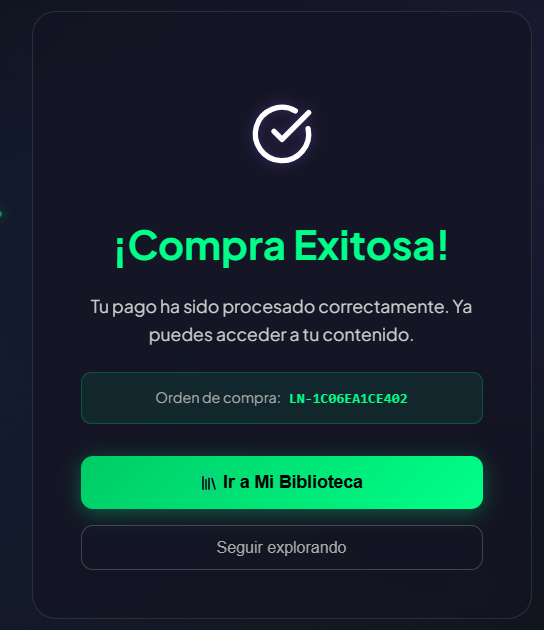 ¡Compra Exitosa!
Tu pago ha sido procesado correctamente. Ya
puedes acceder a tu contenido.
Orden de compra: LN-1C06EA1CE402
Ir a Mi Biblioteca
Seguir explorando